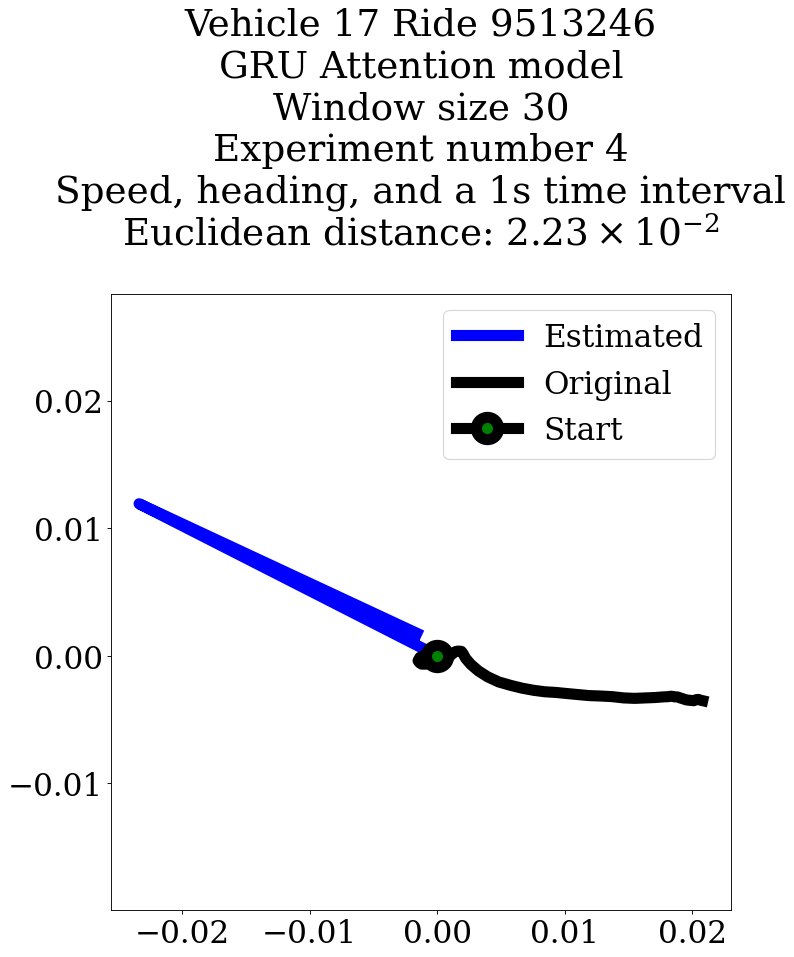 Vehicle 17 Ride 9513246
GRU Attention model
Window size 30
Experiment number 4
Speed, heading, and a 1s time interval
Euclidean distance: 2.23 × 10⁻²
Estimated
Original
Start
0.02
0.01
0.00
−0.01
−0.02
−0.01
0.00
0.01
0.02